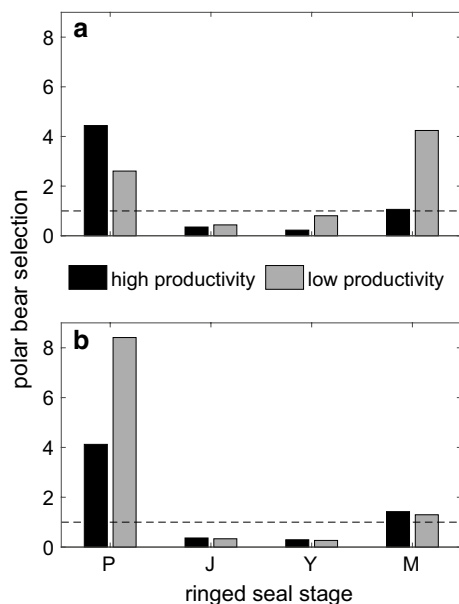 a
8
6
4
2
0
high productivity
low productivity
polar bear selection
b
8
6
4
2
0
P J Y M
ringed seal stage